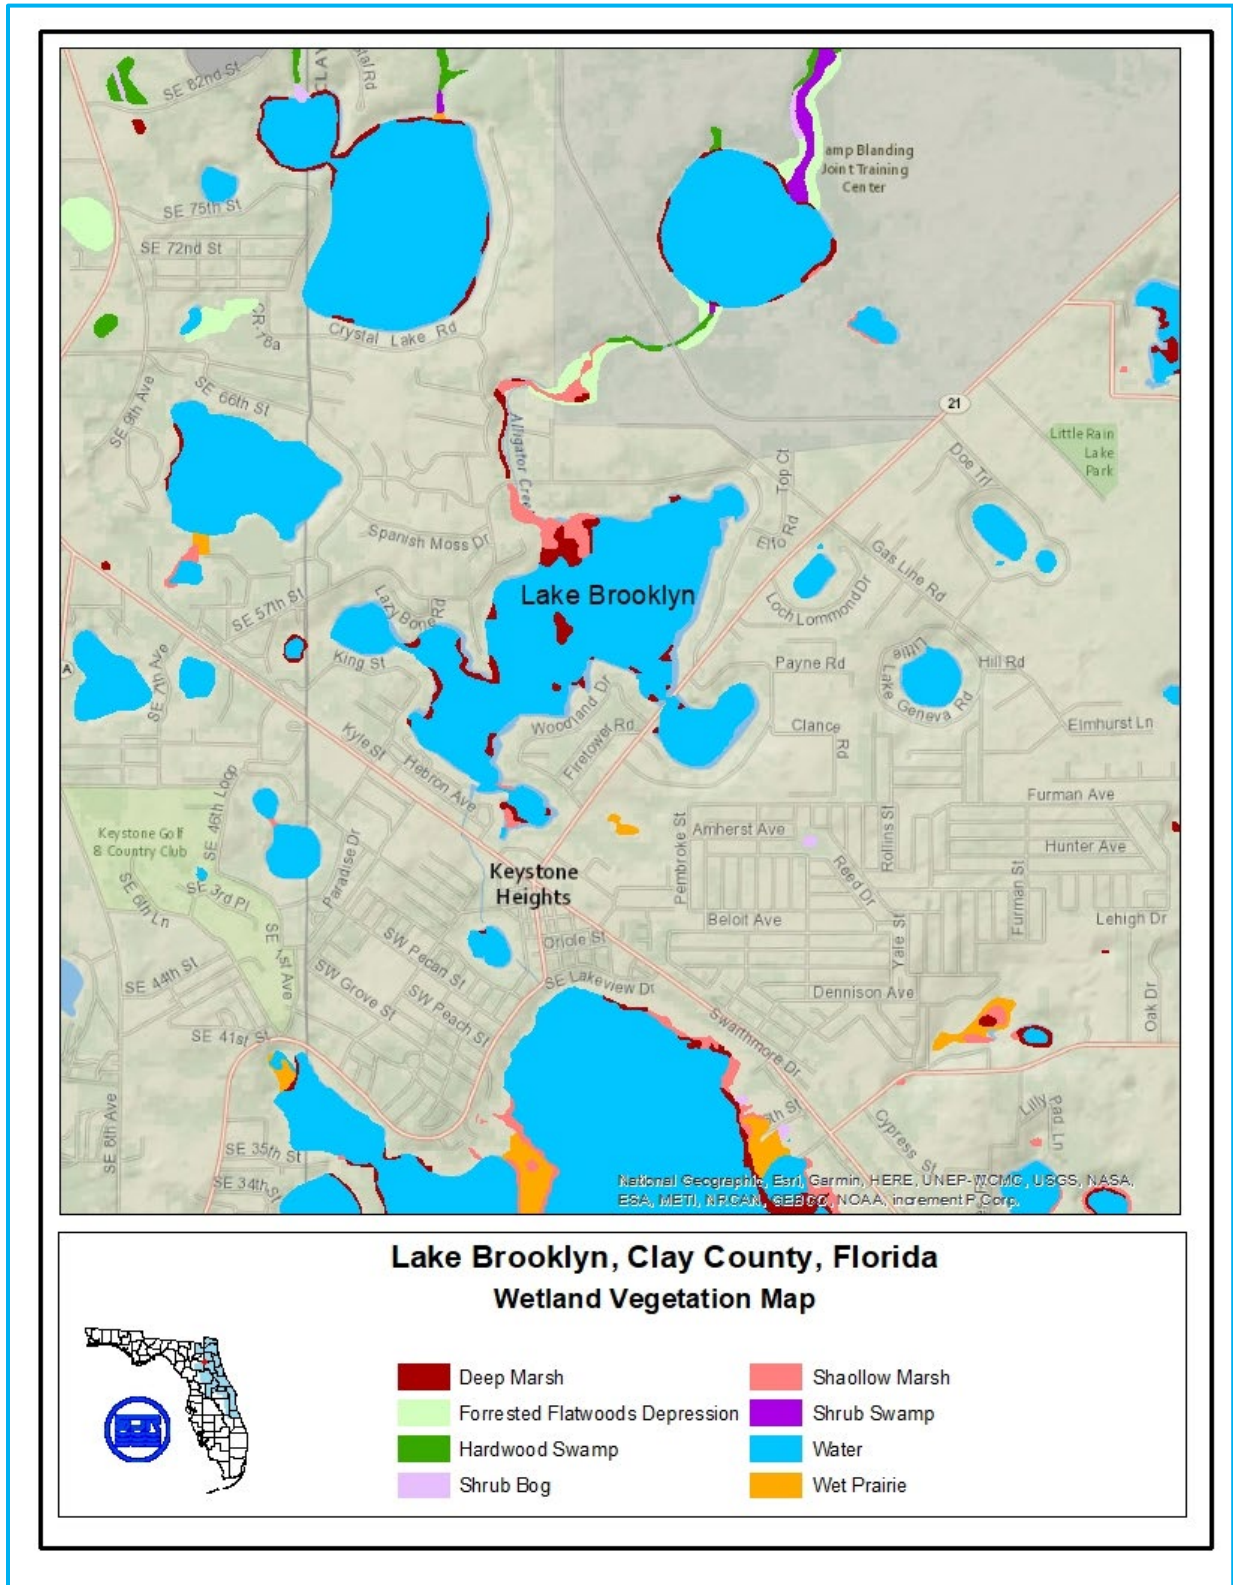 CLAY
SE 82nd St
stal Rd
amp Blanding
Joint Training
Center
SE 75th St
SE 72nd St
CR-78a
Crystal Lake Rd
SE 9th Ave
SE 66th St
21
Little Rain
Lake
Park
Alligator Creek
Top Ct
Doe Trl
Spanish Moss Dr
Elfo Rd
Gas Line Rd
Lake Brooklyn
Loch Lommond Dr
SE 57th St
Lazy Bone Rd
King St
A
SE 7th Ave
Payne Rd
Little Lake Geneva Rd
Hill Rd
Woodland Dr
Firetower Rd
Clance Rd
Elmhurst Ln
Kyle St
Hebron Ave
SE 46th Loop
Furman Ave
Keystone Golf
& Country Club
Paradise Dr
Pembroke St
Amherst Ave
Rollins St
Hunter Ave
Reed Dr
Keystone
Heights
SE 3rd Pl
SE 6th Ln
Furman St
Beloit Ave
Lehigh Dr
SE 1st Ave
SW Pecan St
Oriole St
Yale St
SE 44th St
SW Grove St
SW Peach St
SE Lakeview Dr
Dennison Ave
Oak Dr
SE 41st St
Swarthmore Dr
SE 6th Ave
Cypress St
Lilly Pad Ln
SE 35th St
SE 34th St
National Geographic, Esri, Garmin, HERE, UNEP-WCMC, USGS, NASA,
ESA, METI, NRCAN, GEBCO, NOAA, increment P Corp.
Lake Brooklyn, Clay County, Florida
Wetland Vegetation Map
Deep Marsh
Shaollow Marsh
Forrested Flatwoods Depression
Shrub Swamp
Hardwood Swamp
Water
Shrub Bog
Wet Prairie